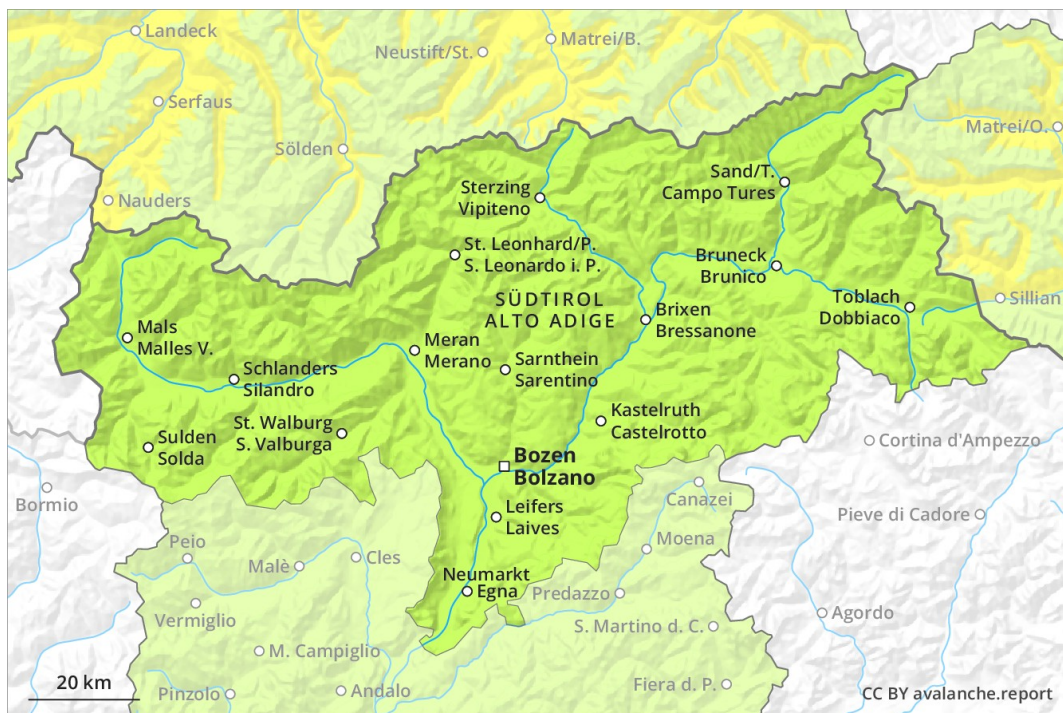 Landeck
Matrei/B.
Neustift/St.
Serfaus
Matrei/O.
Sölden
Sand/T.
Campo Tures
Sterzing
Vipiteno
Nauders
St. Leonhard/P.
S. Leonardo i. P.
Bruneck
Brunico
SÜDTIROL
ALTO ADIGE
Toblach
Dobbiaco
Sillian
Brixen
Bressanone
Mals
Malles V.
Meran
Merano
Sarnthein
Sarentino
Schlanders
Silandro
Kastelruth
Castelrotto
St. Walburg
S. Valburga
Sulden
Solda
Cortina d'Ampezzo
Bozen
Bolzano
Bormio
Canazei
Leifers
Laives
Pieve di Cadore
Moena
Peio
Cles
Malè
Neumarkt
Egna
Predazzo
Vermiglio
Agordo
S. Martino d. C.
M. Campiglio
20 km
Pinzolo
Andalo
Fiera d. P.
CC BY avalanche.report